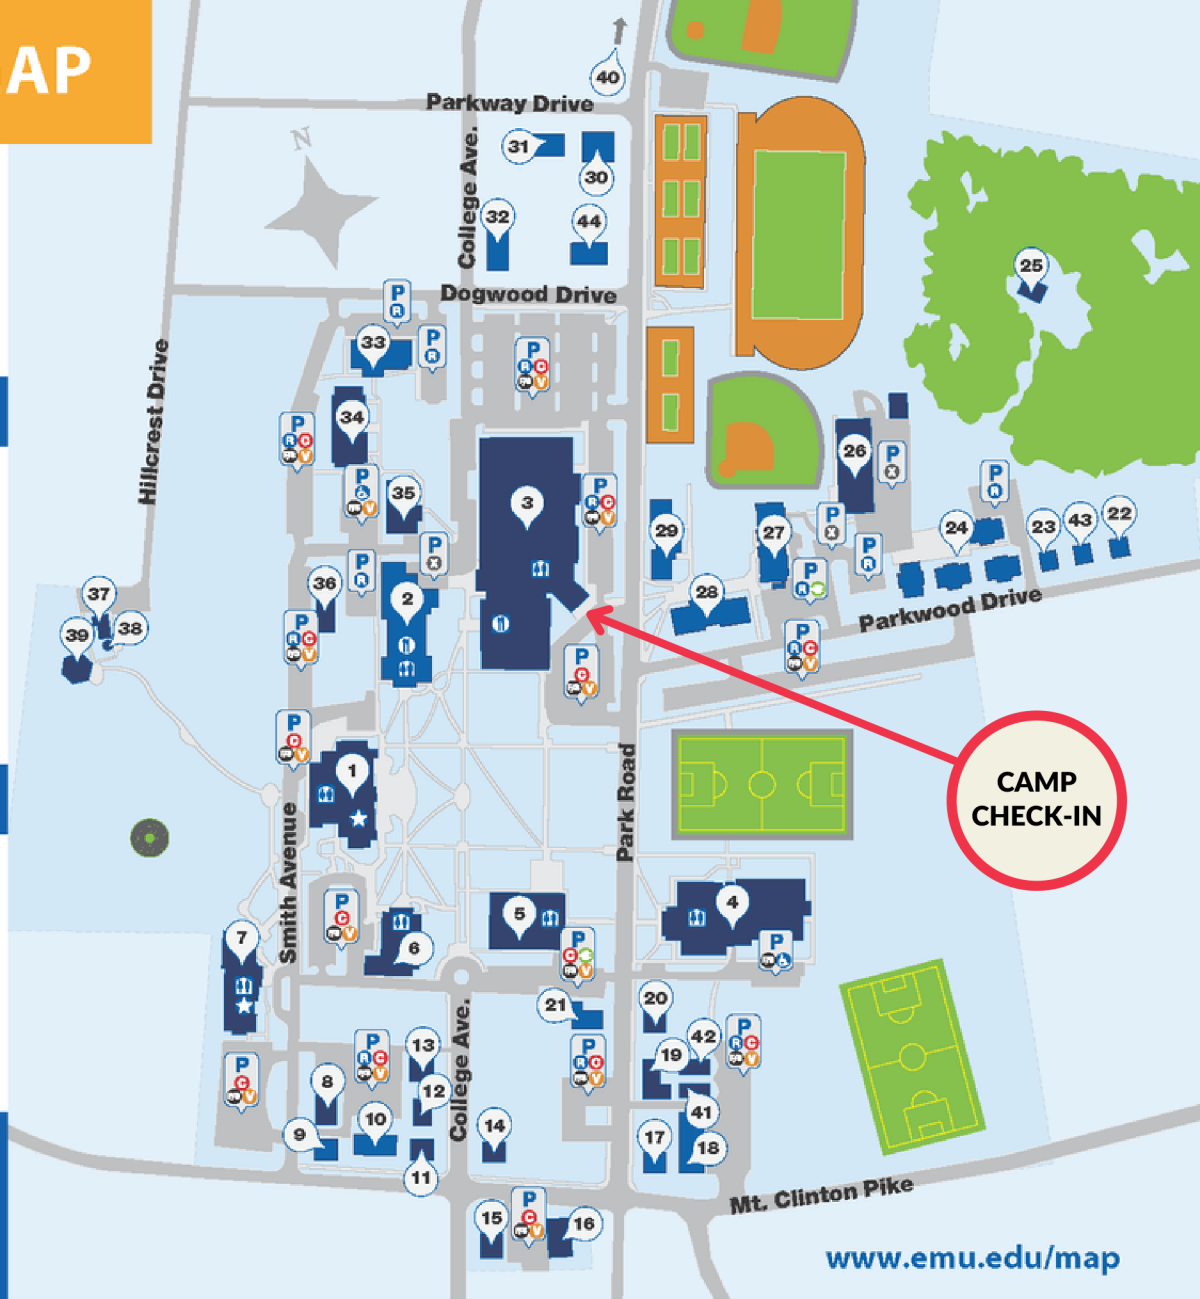 AP
40
Parkway Drive
N
College Ave.
31
30
32
44
25
Dogwood Drive
P
R
33
P
R
P
R C
V
Hillcrest Drive
34
P
R C
V
26
P
X
3
35
P
V
P
R C
V
29
27
P
X
P
R
24
23
43
22
P
X
P
R
P
R
36
2
28
P
R
Parkwood Drive
37
38
39
P
R C
V
P
C
V
P
R C
V
P
C
V
1
Park Road
CAMP
CHECK-IN
Smith Avenue
P
C
V
5
4
6
7
P
C
V
P
21
20
College Ave.
P
R C
V
13
P
R C
V
42
P
R C
V
19
P
C
V
8
12
41
9
10
14
17
18
11
Mt. Clinton Pike
15
P
C
V
16
www.emu.edu/map